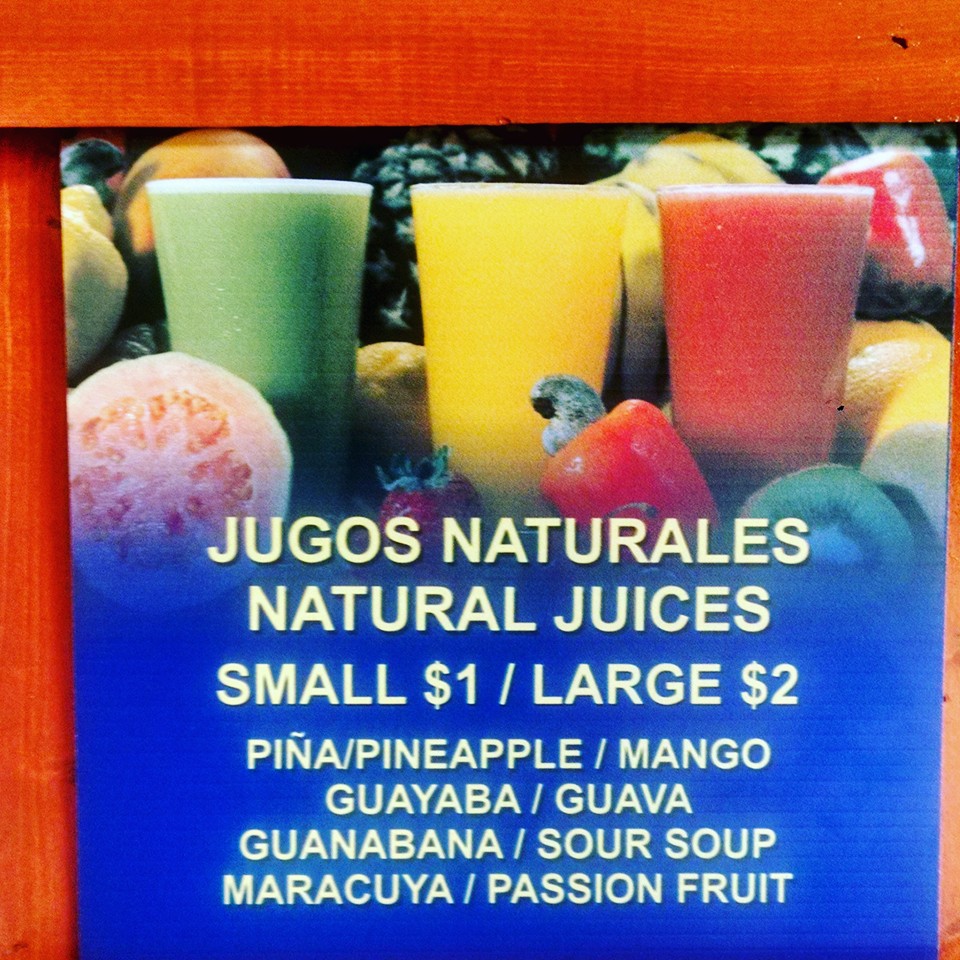 JUGOS NATURALES
NATURAL JUICES
SMALL $1 / LARGE $2
PIÑA/PINEAPPLE / MANGO
GUAYABA / GUAVA
GUANABANA / SOUR SOUP
MARACUYA / PASSION FRUIT